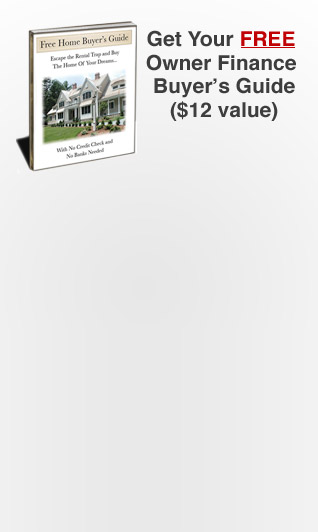 Free Home Buyer's Guide
Escape the Rental Trap and Buy
The Home Of Your Dreams...
With No Credit Check and
No Banks Needed
Get Your FREE
Owner Finance
Buyer's Guide
($12 value)